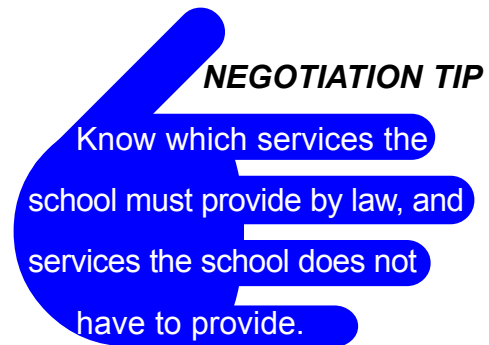 NEGOTIATION TIP
Know which services the
school must provide by law, and
services the school does not
have to provide.